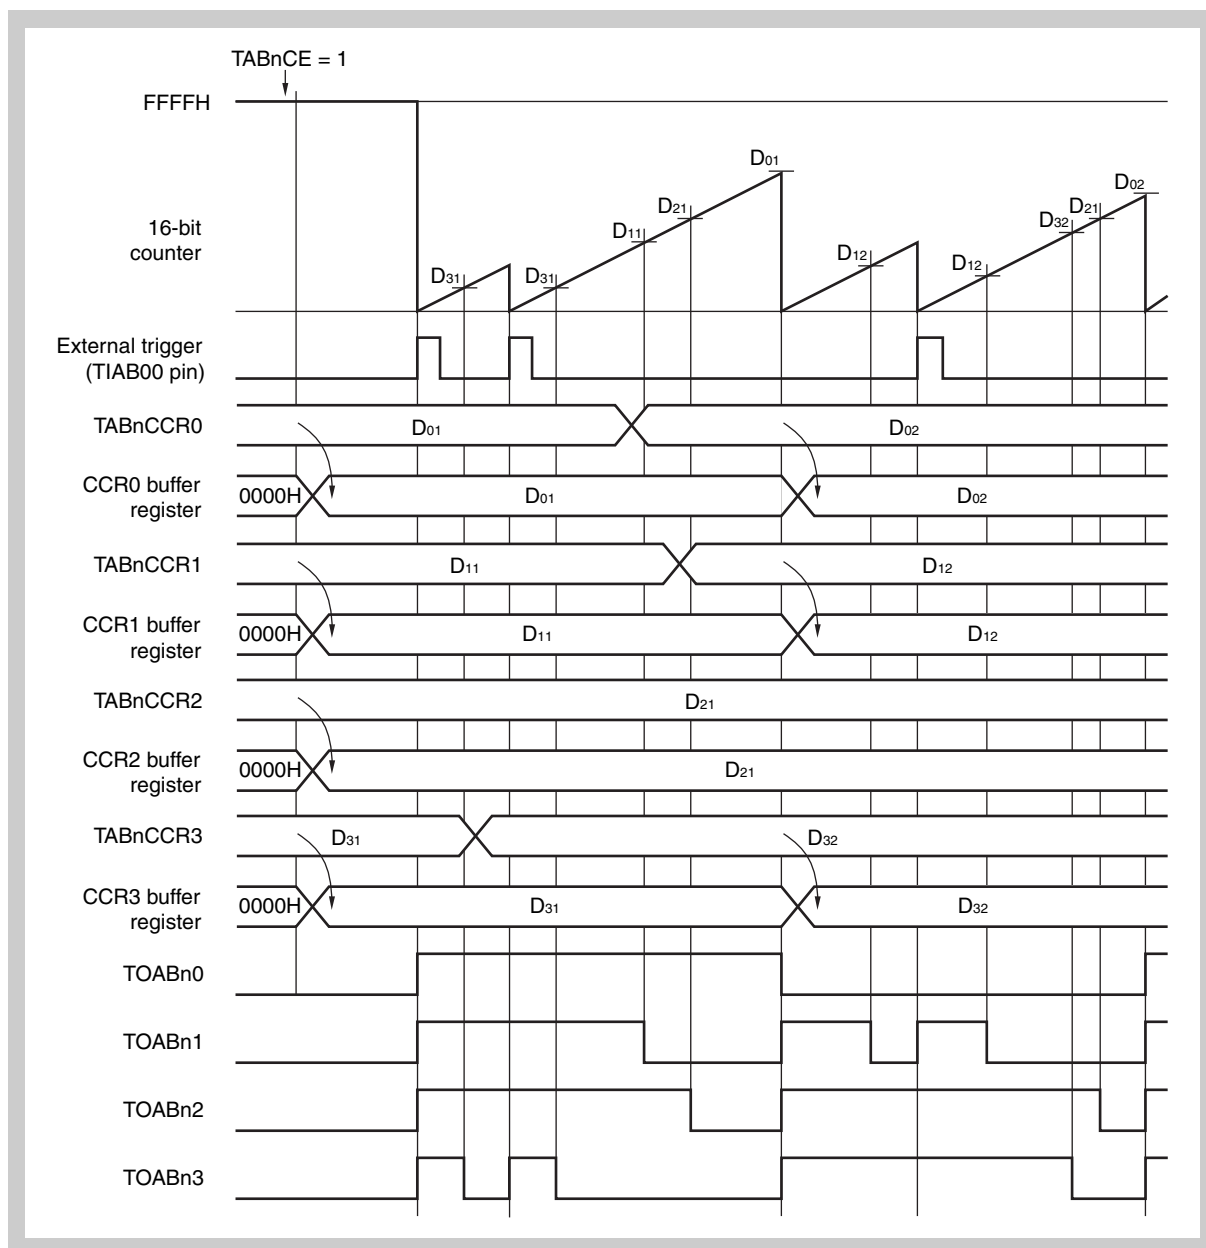 TABnCE = 1
FFFFH
16-bit
counter
D01
D02
D21
D21
D32
D11
D12
D12
D31
D31
External trigger
(TIAB00 pin)
TABnCCR0
D01
D02
CCR0 buffer
register
0000H
D01
D02
TABnCCR1
D11
D12
CCR1 buffer
register
0000H
D11
D12
TABnCCR2
D21
CCR2 buffer
register
0000H
D21
TABnCCR3
D31
D32
CCR3 buffer
register
0000H
D31
D32
TOABn0
TOABn1
TOABn2
TOABn3